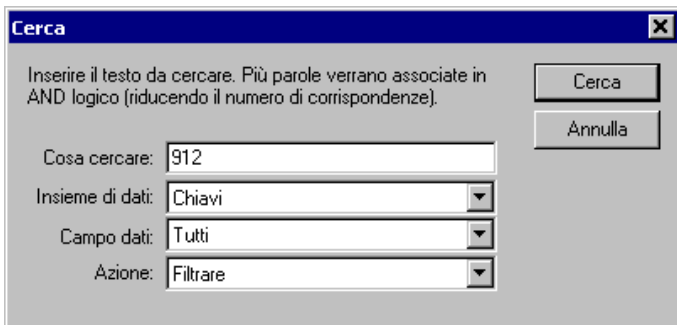 Cerca
Inserire il testo da cercare. Più parole verrano associate in
AND logico (riducendo il numero di corrispondenze).
Cerca
Annulla
Cosa cercare: 912
Insieme di dati: Chiavi
Campo dati: Tutti
Azione: Filtrare